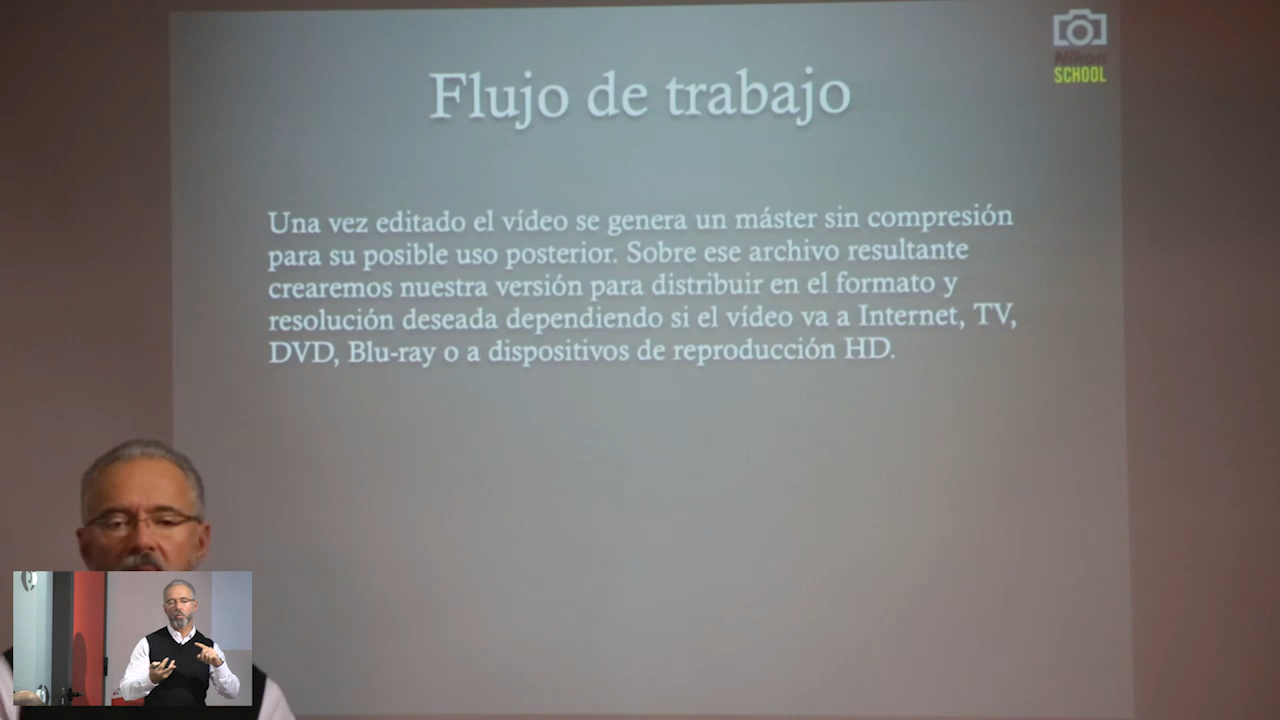 Flujo de trabajo
Nikon
SCHOOL
Una vez editado el vídeo se genera un máster sin compresión
para su posible uso posterior. Sobre ese archivo resultante
crearemos nuestra versión para distribuir en el formato y
resolución deseada dependiendo si el vídeo va a Internet, TV,
DVD, Blu-ray o a dispositivos de reproducción HD.